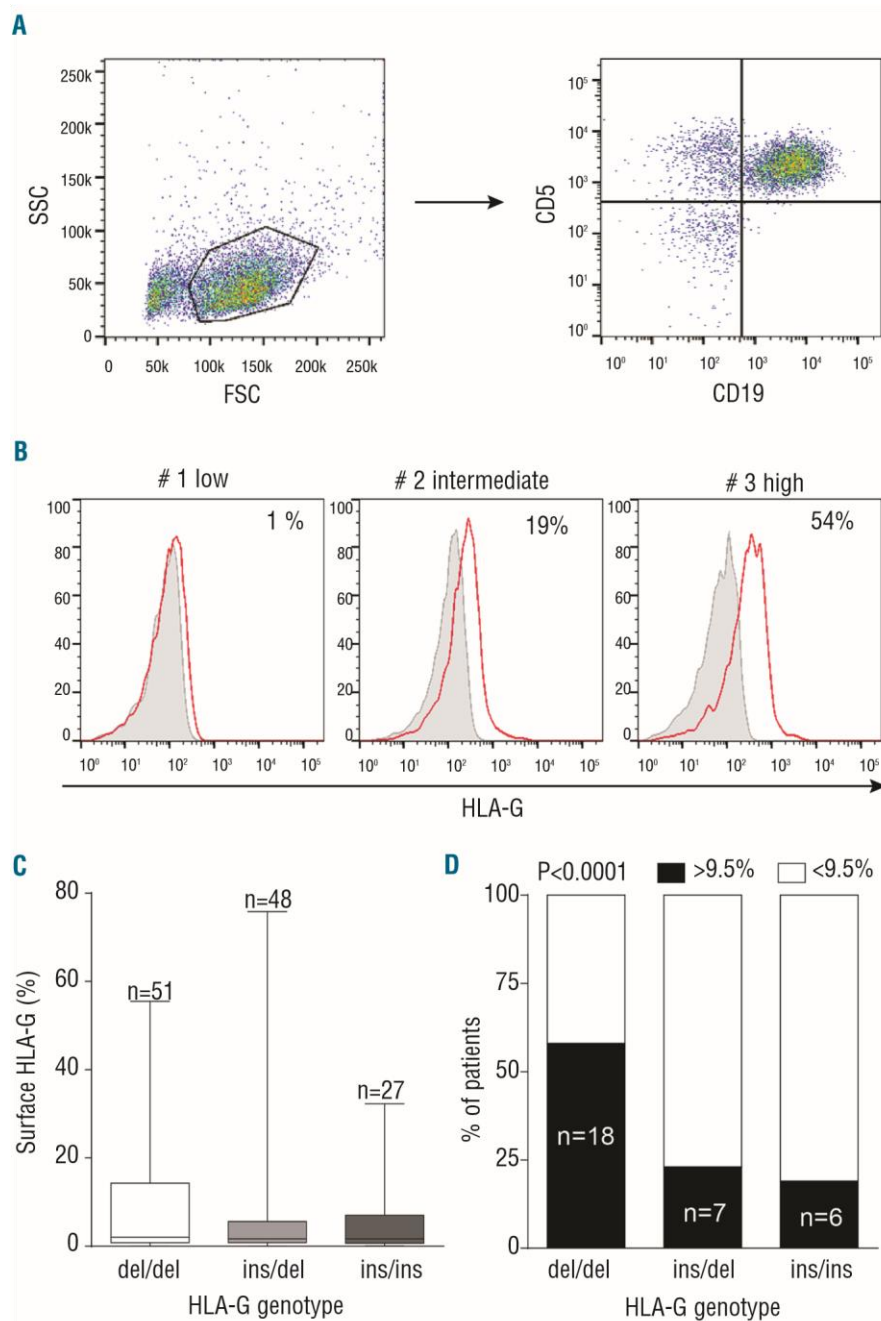 A
SSC
250k
200k
150k
100k
50k
0
0 50k 100k 150k 200k 250k
FSC
CD5
10⁵
10⁴
10³
10²
10¹
10⁰
10⁰ 10¹ 10² 10³ 10⁴ 10⁵
CD19
B
# 1 low
1 %
100
80
60
40
20
0
10⁰ 10¹ 10² 10³ 10⁴ 10⁵
# 2 intermediate
19%
100
80
60
40
20
0
10⁰ 10¹ 10² 10³ 10⁴ 10⁵
# 3 high
54%
100
80
60
40
20
0
10⁰ 10¹ 10² 10³ 10⁴ 10⁵
HLA-G
C
Surface HLA-G (%)
80
60
40
20
0
n=51
n=48
n=27
del/del ins/del ins/ins
HLA-G genotype
D
P<0.0001 >9.5% <9.5%
% of patients
100
75
50
25
0
n=18
n=7
n=6
del/del ins/del ins/ins
HLA-G genotype